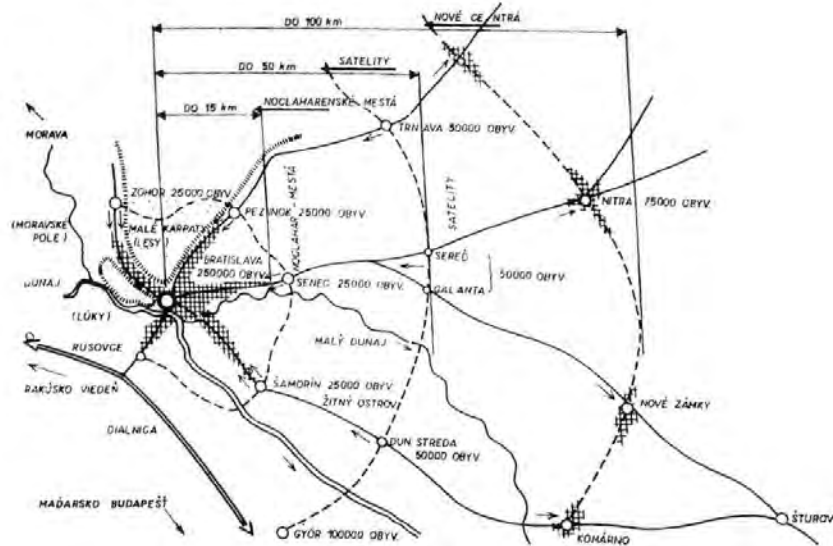 DO 100 km
NOVÉ CENTRÁ
DO 50 km
SATELITY
DO 15 km
NOCLAHARENSKÉ MESTÁ
MORAVA
TRNAVA 50000 OBYV.
ZOHOR 25000 OBYV.
PEZINOK 25000 OBYV.
NITRA 75000 OBYV.
(MORAVSKÉ
POLE)
MALÉ KARPATY
(LESY)
NOCLAHAR. - MESTÁ
SATELITY
BRATISLAVA
250000 OBYV.
SEREĎ
50000 OBYV.
DUNAJ
SENEC 25000 OBYV.
GALANTA
(LÚKY)
RUSOVCE
MALÝ DUNAJ
RAKÚSKO VIEDEŇ
ŠAMORÍN 25000 OBYV.
ŽITNÝ OSTROV
NOVÉ ZÁMKY
DIALNICA
DUN STREDA
50000 OBYV.
MAĎARSKO BUDAPEŠŤ
GYÖR 100000 OBYV.
KOMÁRNO
ŠTUROV